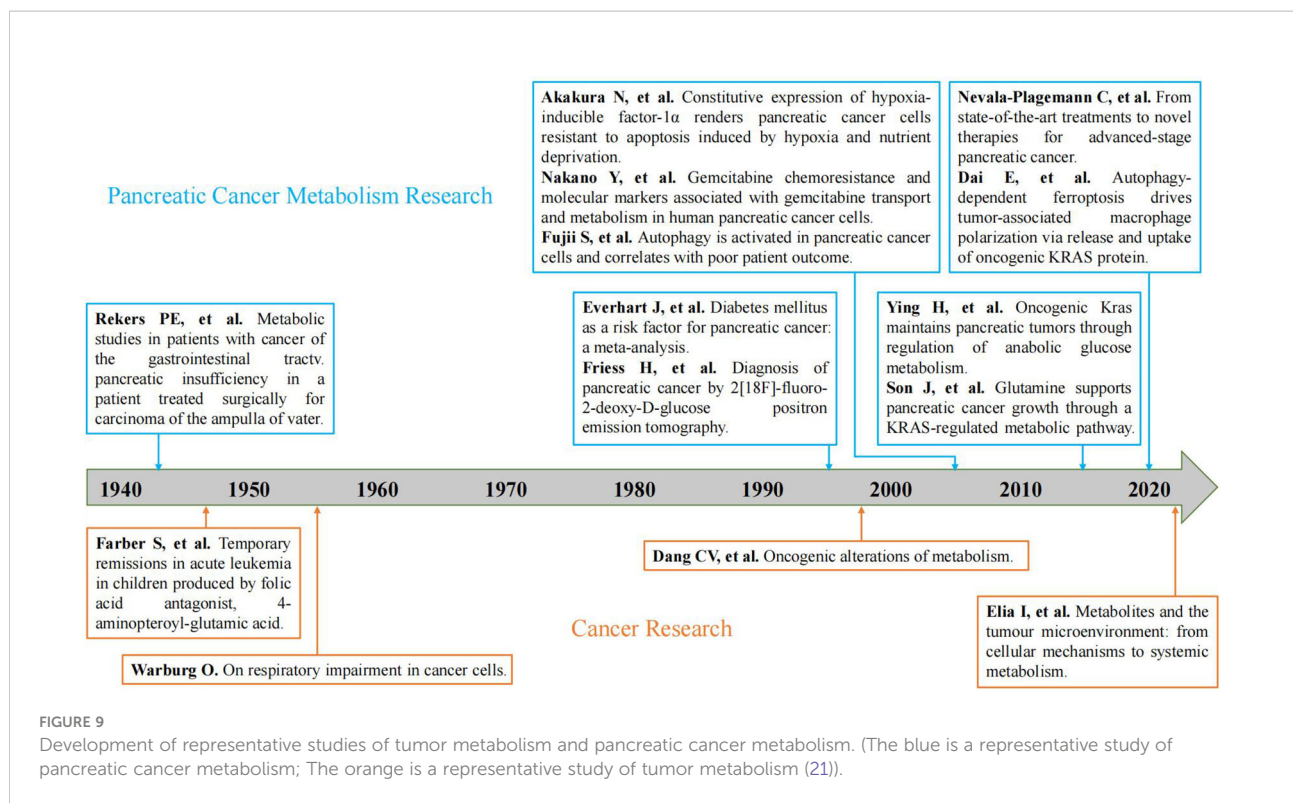 Akakura N, et al. Constitutive expression of hypoxia-
inducible factor-1α renders pancreatic cancer cells
resistant to apoptosis induced by hypoxia and nutrient
deprivation.
Nakano Y, et al. Gemcitabine chemoresistance and
molecular markers associated with gemcitabine transport
and metabolism in human pancreatic cancer cells.
Fujii S, et al. Autophagy is activated in pancreatic cancer
cells and correlates with poor patient outcome.
Nevala-Plagemann C, et al. From
state-of-the-art treatments to novel
therapies for advanced-stage
pancreatic cancer.
Dai E, et al. Autophagy-
dependent ferroptosis drives
tumor-associated macrophage
polarization via release and uptake
of oncogenic KRAS protein.
Pancreatic Cancer Metabolism Research
Rekers PE, et al. Metabolic
studies in patients with cancer of
the gastrointestinal tractv.
pancreatic insufficiency in a
patient treated surgically for
carcinoma of the ampulla of vater.
Everhart J, et al. Diabetes mellitus
as a risk factor for pancreatic cancer:
a meta-analysis.
Friess H, et al. Diagnosis of
pancreatic cancer by 2[18F]-fluoro-
2-deoxy-D-glucose positron
emission tomography.
Ying H, et al. Oncogenic Kras
maintains pancreatic tumors through
regulation of anabolic glucose
metabolism.
Son J, et al. Glutamine supports
pancreatic cancer growth through a
KRAS-regulated metabolic pathway.
1940 1950 1960 1970 1980 1990 2000 2010 2020
Farber S, et al. Temporary
remissions in acute leukemia
in children produced by folic
acid antagonist, 4-
aminopteroyl-glutamic acid.
Warburg O. On respiratory impairment in cancer cells.
Dang CV, et al. Oncogenic alterations of metabolism.
Cancer Research
Elia I, et al. Metabolites and the
tumour microenvironment: from
cellular mechanisms to systemic
metabolism.
FIGURE 9
Development of representative studies of tumor metabolism and pancreatic cancer metabolism. (The blue is a representative study of
pancreatic cancer metabolism; The orange is a representative study of tumor metabolism (21)).